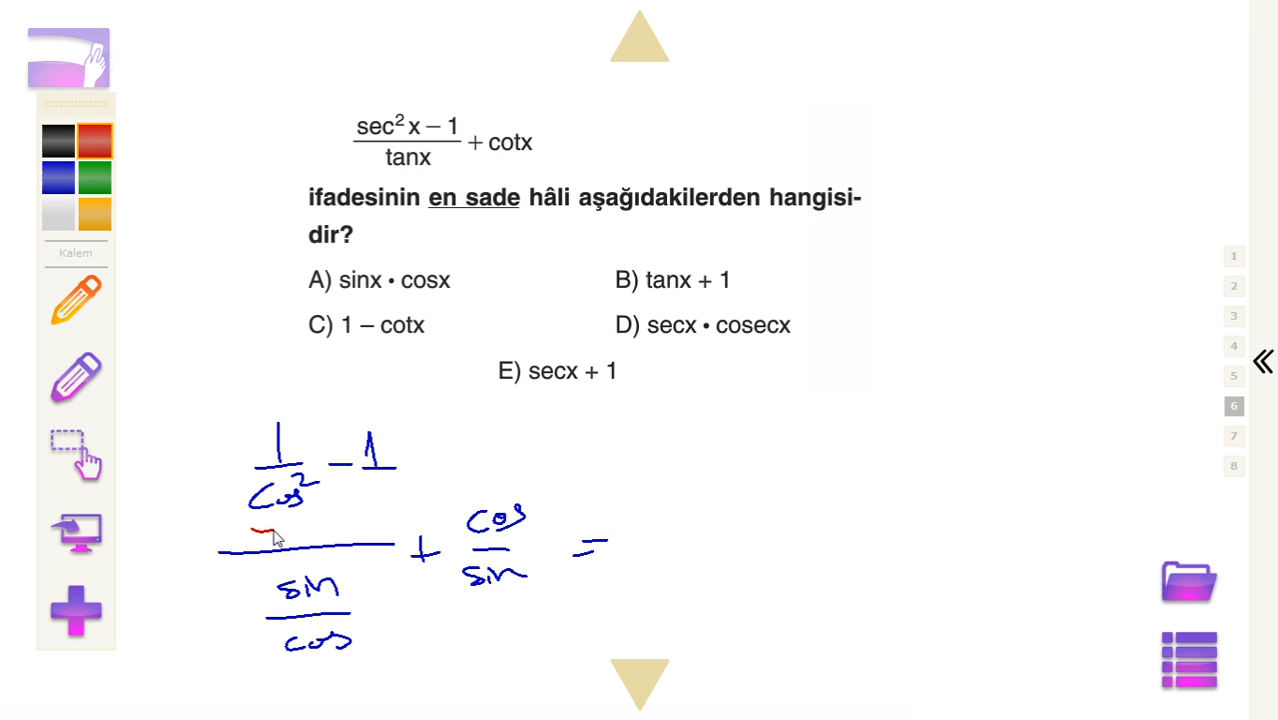 sec²x – 1
tanx
+ cotx
ifadesinin en sade hâli aşağıdakilerden hangisi-
dir?
A) sinx • cosx
B) tanx + 1
C) 1 – cotx
D) secx • cosecx
E) secx + 1
Kalem
1
2
3
4
5
6
7
8
1
cos²
– 1
sin
cos
+
cos
sin
=